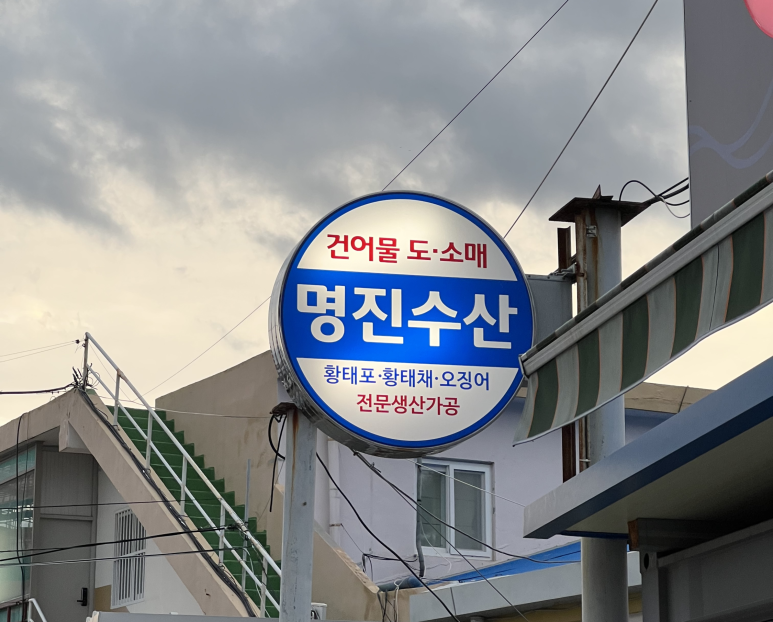 건어물 도·소매
명진수산
황태포·황태채·오징어
전문생산가공